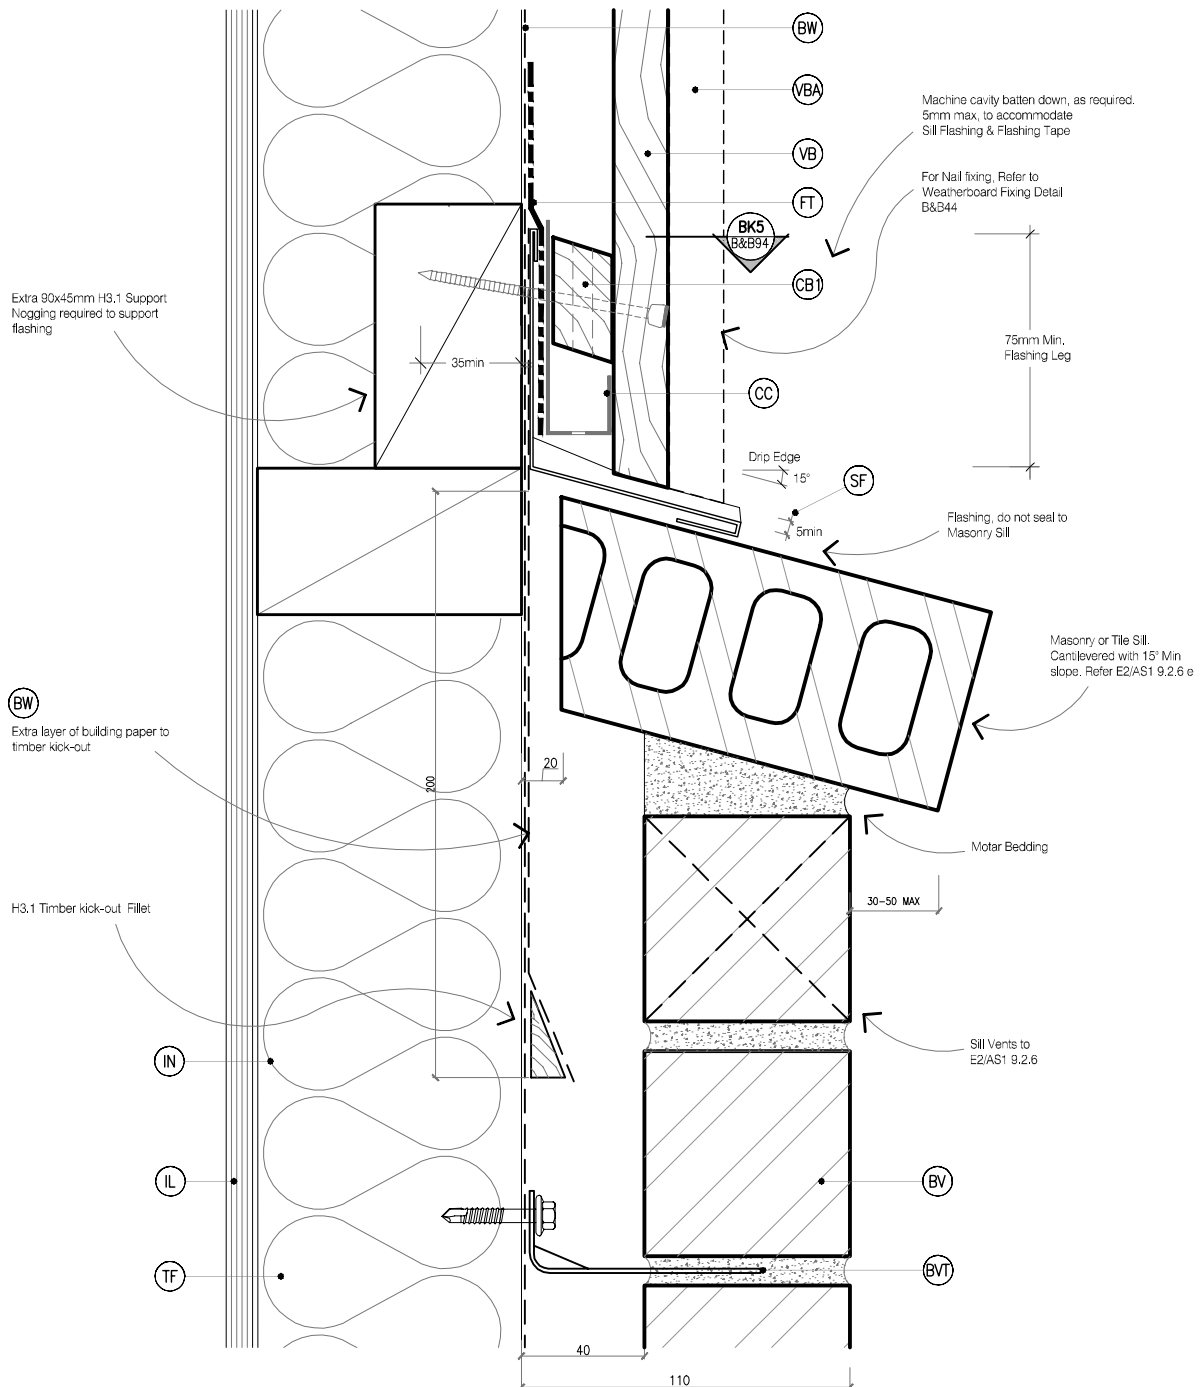 BW
VBA
Machine cavity batten down, as required.
5mm max, to accommodate
Sill Flashing & Flashing Tape
VB
For Nail fixing, Refer to
Weatherboard Fixing Detail
B&B44
FT
BK5
B&B94
CB1
Extra 90x45mm H3.1 Support
Nogging required to support
flashing
75mm Min.
Flashing Leg
35min
CC
Drip Edge
15°
SF
5min
Flashing, do not seal to
Masonry Sill
Masonry or Tile Sill.
Cantilevered with 15° Min
slope. Refer E2/AS1 9.2.6 e
BW
Extra layer of building paper to
timber kick-out
20
200
Motar Bedding
30-50 MAX
H3.1 Timber kick-out Fillet
Sill Vents to
E2/AS1 9.2.6
IN
IL
BV
TF
BVT
40
110